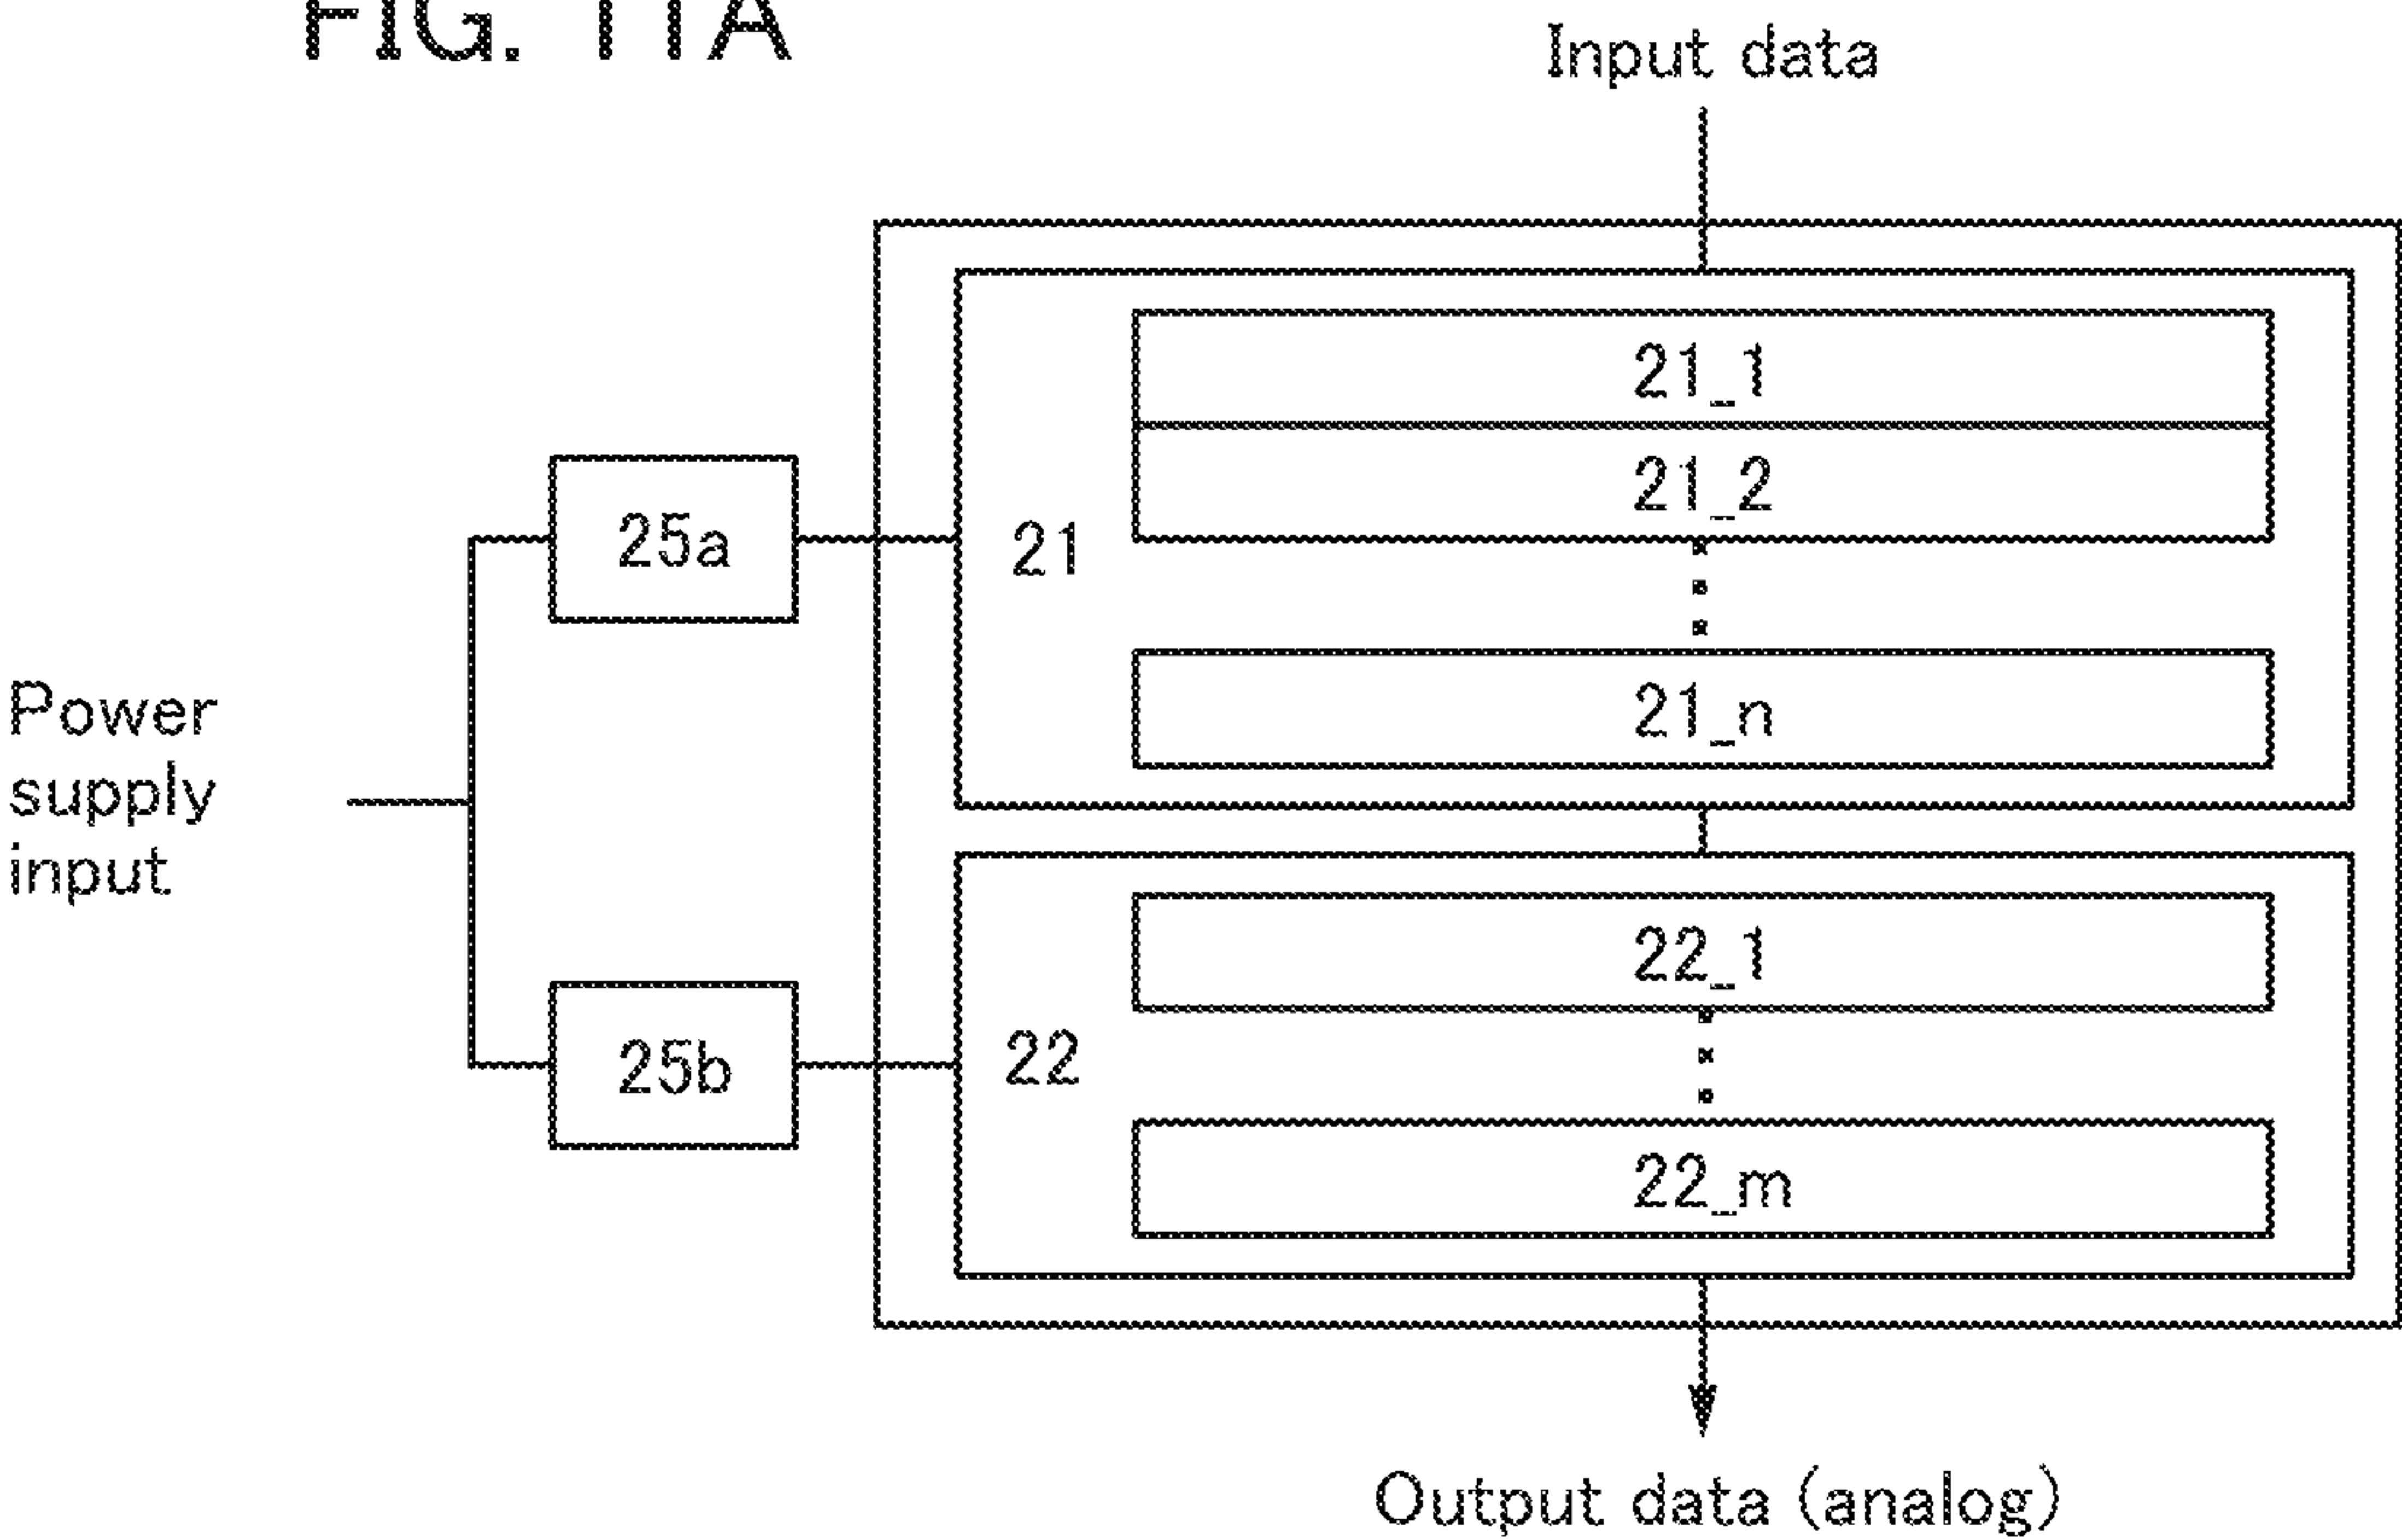 FIG. 11A
Input data
21_1
21_2
25a
21
21_n
Power
supply
input
22_1
25b
22
22_m
Output data (analog)